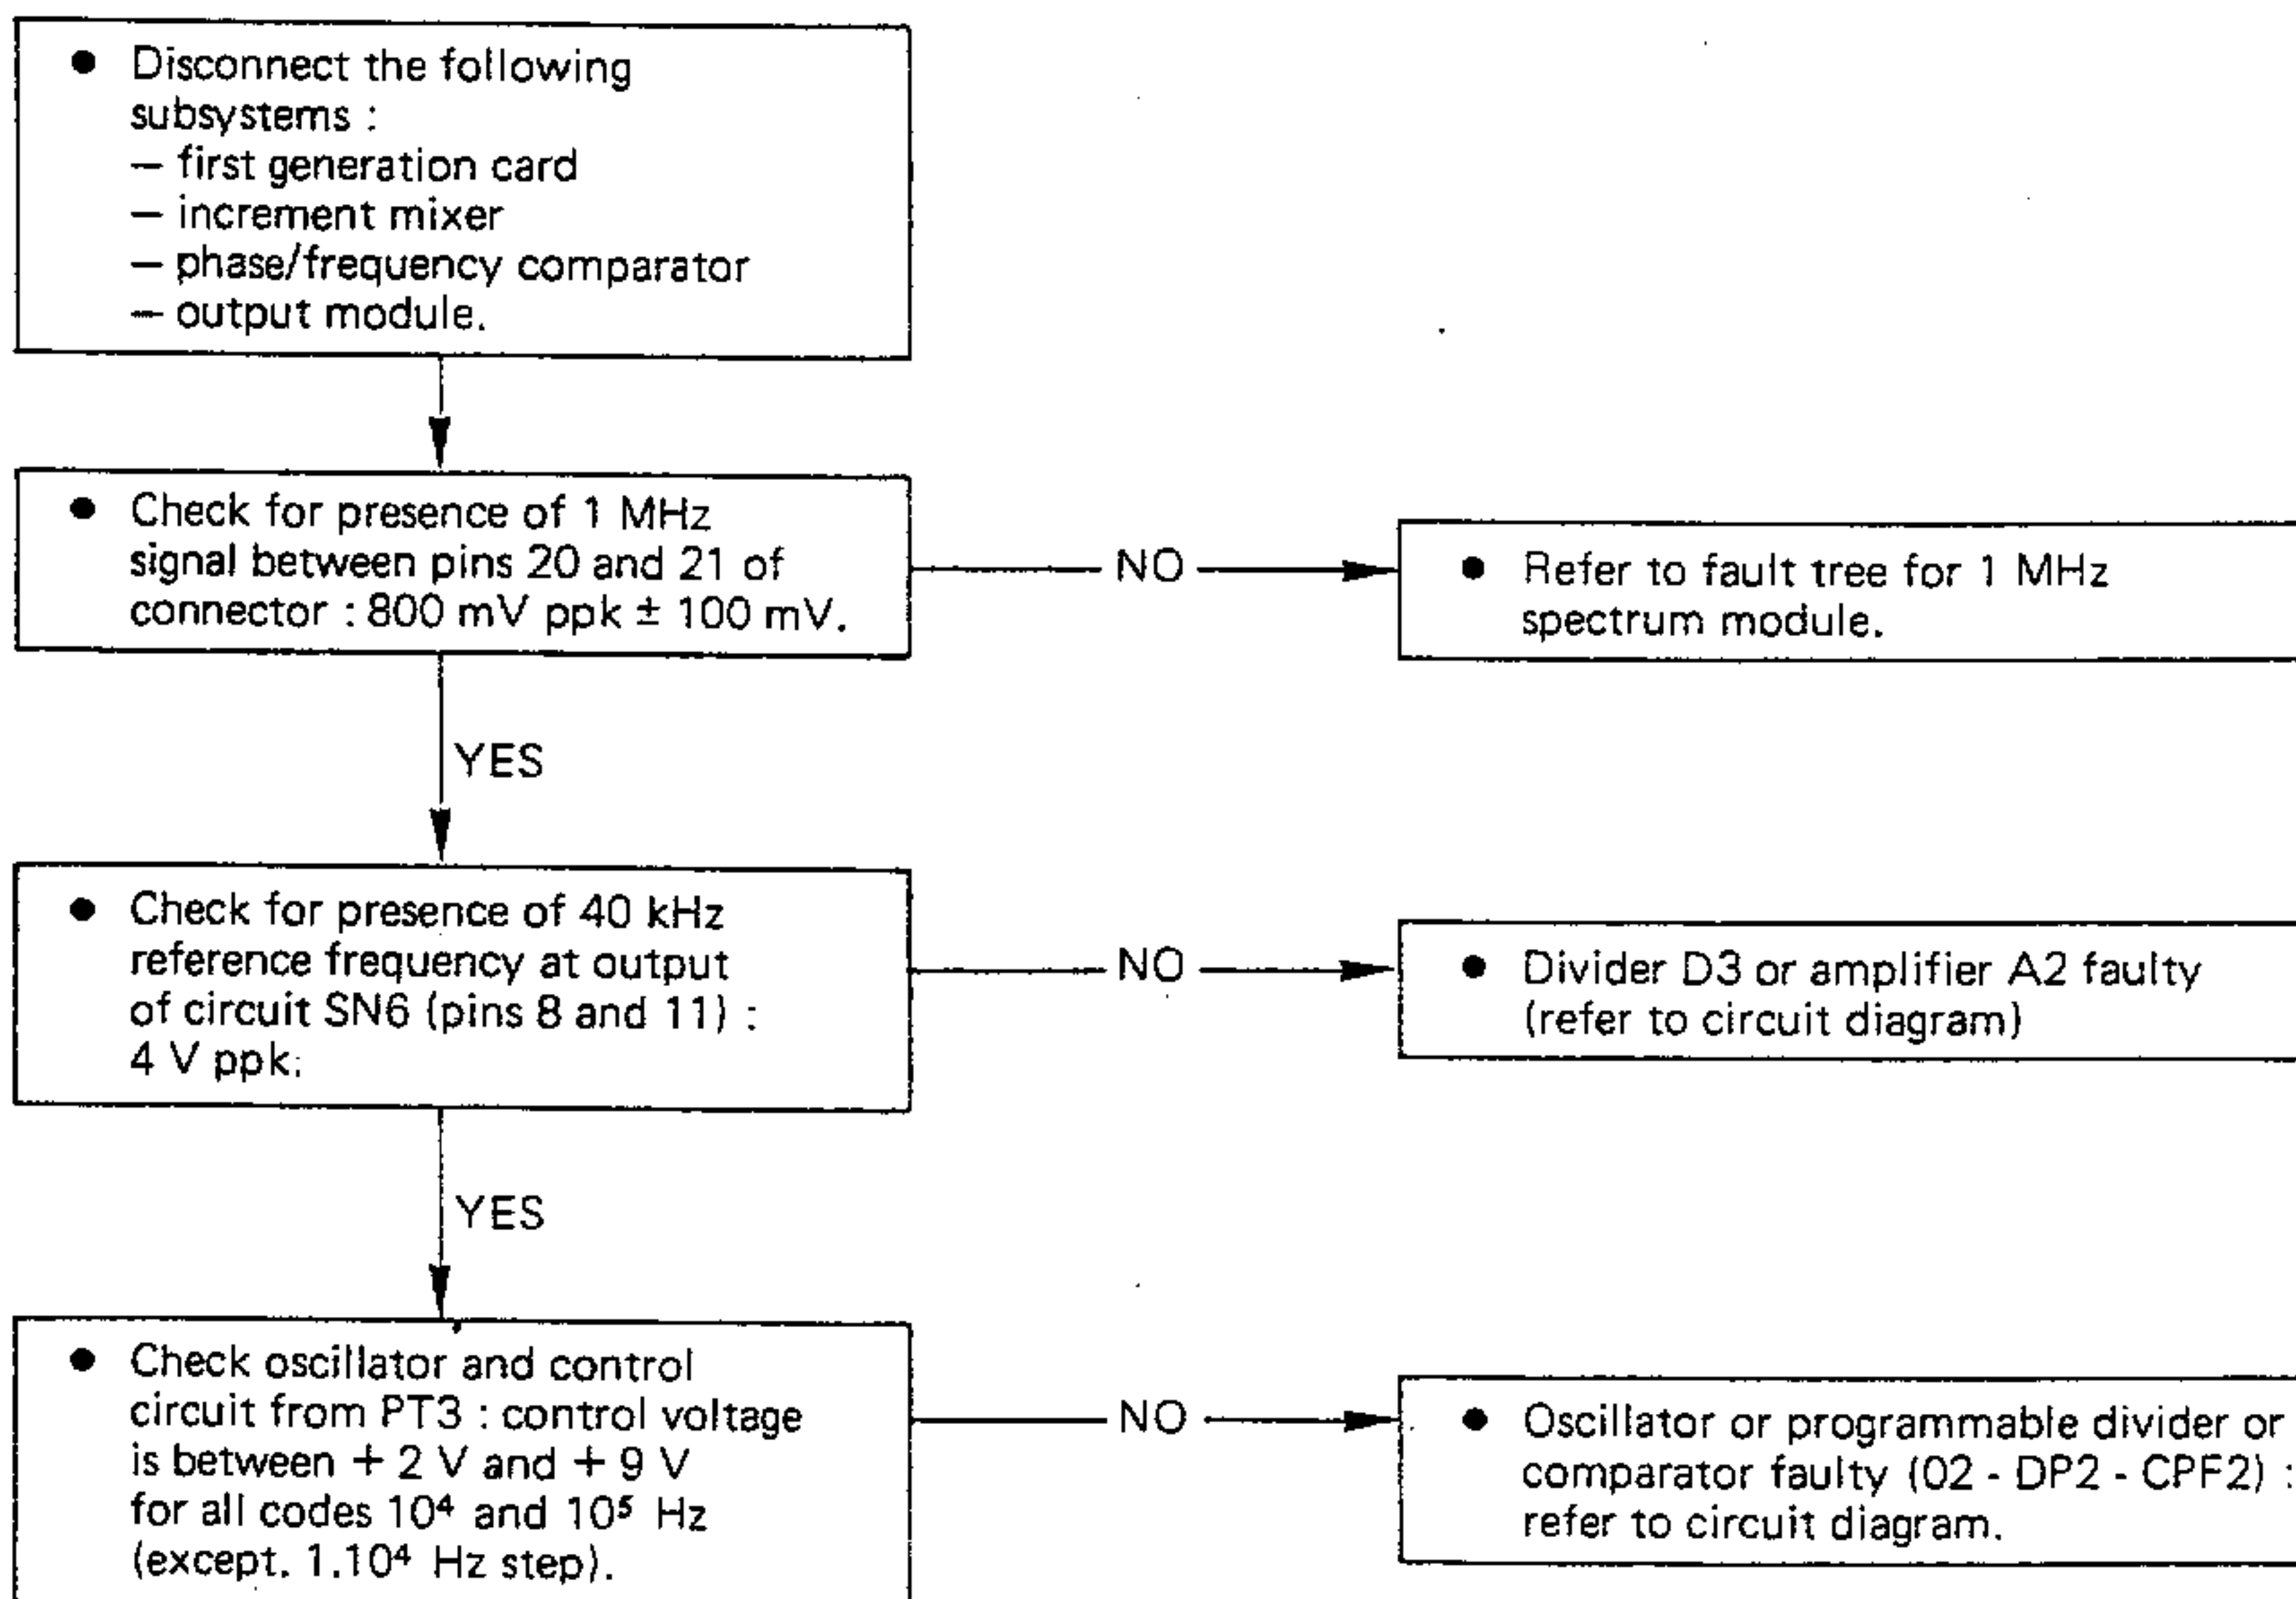 ● Disconnect the following
subsystems :
— first generation card
— increment mixer
— phase/frequency comparator
— output module.
● Check for presence of 1 MHz
signal between pins 20 and 21 of
connector : 800 mV ppk ± 100 mV.
NO
● Refer to fault tree for 1 MHz
spectrum module.
YES
● Check for presence of 40 kHz
reference frequency at output
of circuit SN6 (pins 8 and 11) :
4 V ppk.
NO
● Divider D3 or amplifier A2 faulty
(refer to circuit diagram)
YES
● Check oscillator and control
circuit from PT3 : control voltage
is between + 2 V and + 9 V
for all codes 10⁴ and 10⁵ Hz
(except. 1.10⁴ Hz step).
NO
● Oscillator or programmable divider or
comparator faulty (02 - DP2 - CPF2) :
refer to circuit diagram.